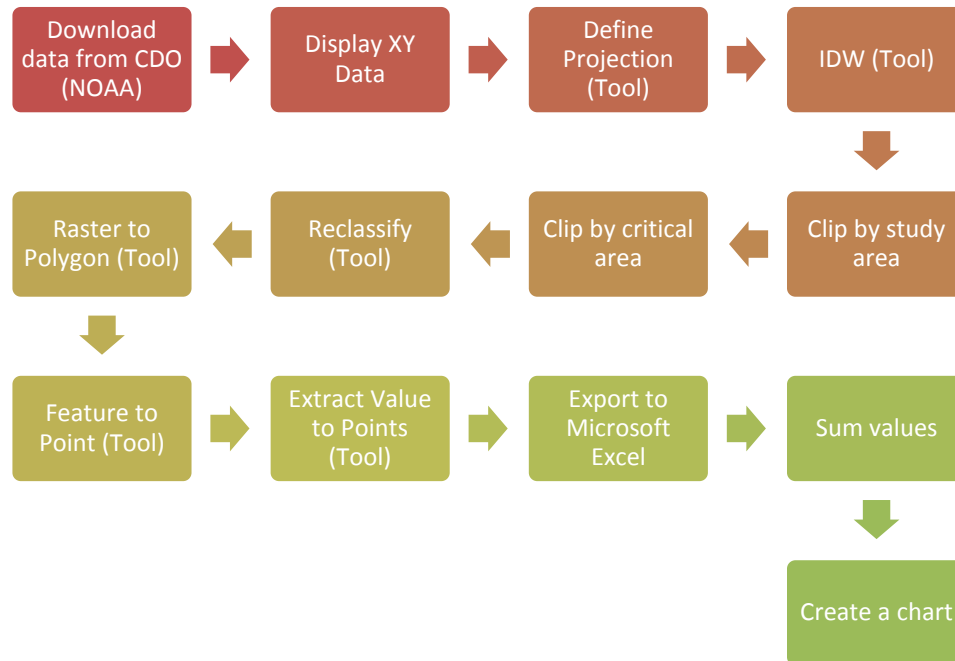 Download
data from CDO
(NOAA)
Display XY
Data
Define
Projection
(Tool)
IDW (Tool)
Clip by study
area
Clip by critical
area
Reclassify
(Tool)
Raster to
Polygon (Tool)
Feature to
Point (Tool)
Extract Value
to Points
(Tool)
Export to
Microsoft
Excel
Sum values
Create a chart